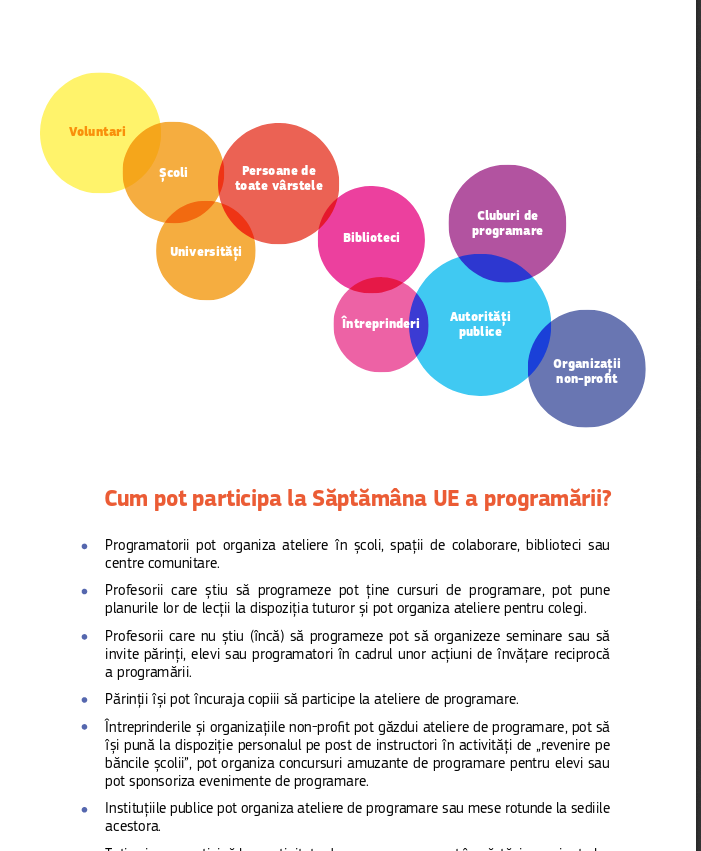 Voluntari
Școli
Persoane de
toate vârstele
Universități
Biblioteci
Cluburi de
programare
Întreprinderi
Autorități
publice
Organizații
non-profit
Cum pot participa la Săptămâna UE a programării?
• Programatorii pot organiza ateliere în școli, spații de colaborare, biblioteci sau
centre comunitare.
• Profesorii care știu să programeze pot ține cursuri de programare, pot pune
planurile lor de lecții la dispoziția tuturor și pot organiza ateliere pentru colegi.
• Profesorii care nu știu (încă) să programeze pot să organizeze seminare sau să
invite părinți, elevi sau programatori în cadrul unor acțiuni de învățare reciprocă
a programării.
• Părinții își pot încuraja copiii să participe la ateliere de programare.
• Întreprinderile și organizațiile non-profit pot găzdui ateliere de programare, pot să
își pună la dispoziție personalul pe post de instructori în activități de „revenire pe
băncile școlii”, pot organiza concursuri amuzante de programare pentru elevi sau
pot sponsoriza evenimente de programare.
• Instituțiile publice pot organiza ateliere de programare sau mese rotunde la sediile
acestora.